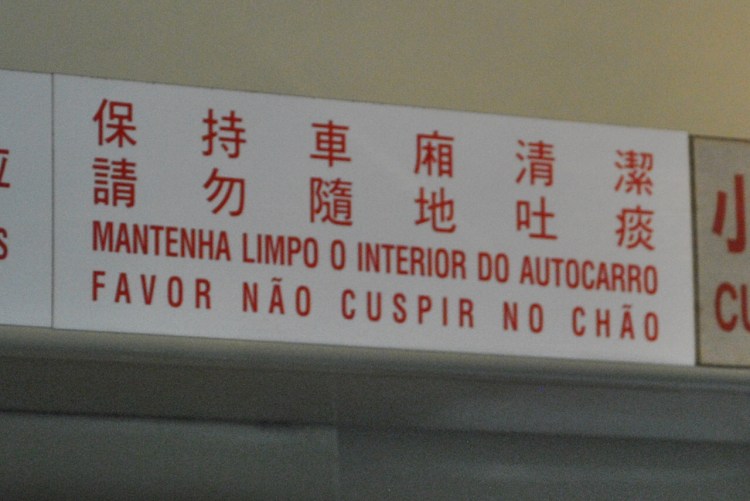 保持車廂清潔
請勿隨地吐痰
MANTENHA LIMPO O INTERIOR DO AUTOCARRO
FAVOR NÃO CUSPIR NO CHÃO
小